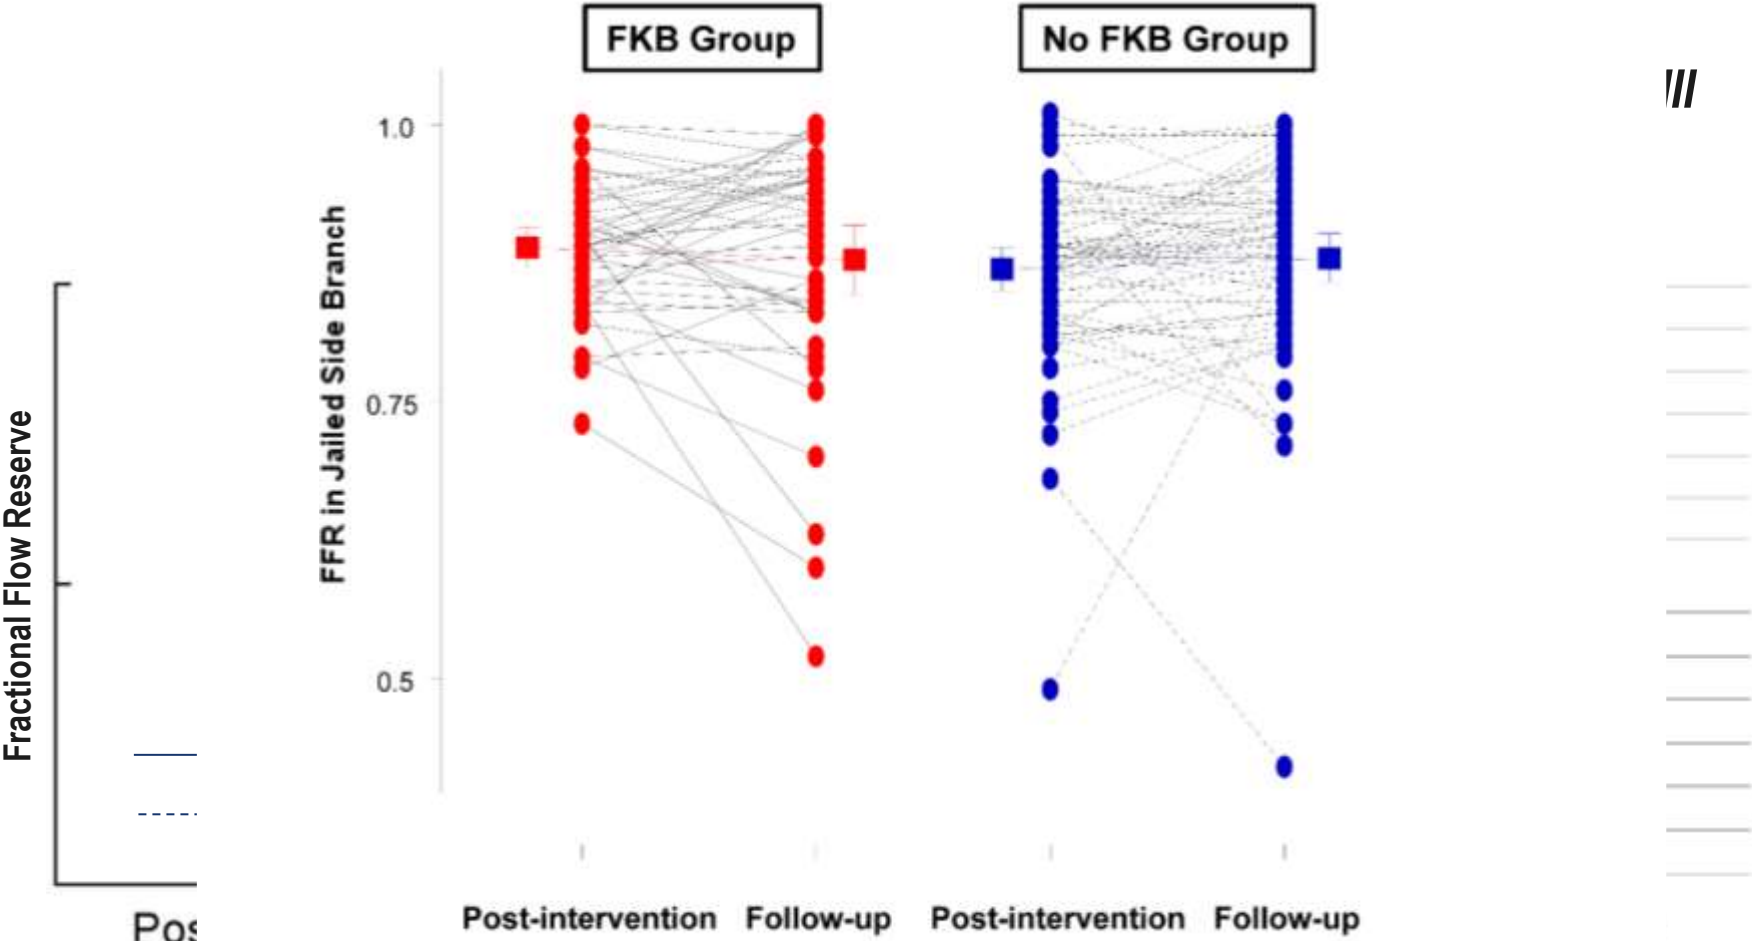 FKB Group
No FKB Group
1.0
0.75
0.5
FFR in Jailed Side Branch
Fractional Flow Reserve
Post-intervention
Follow-up
Post-intervention
Follow-up
Pos